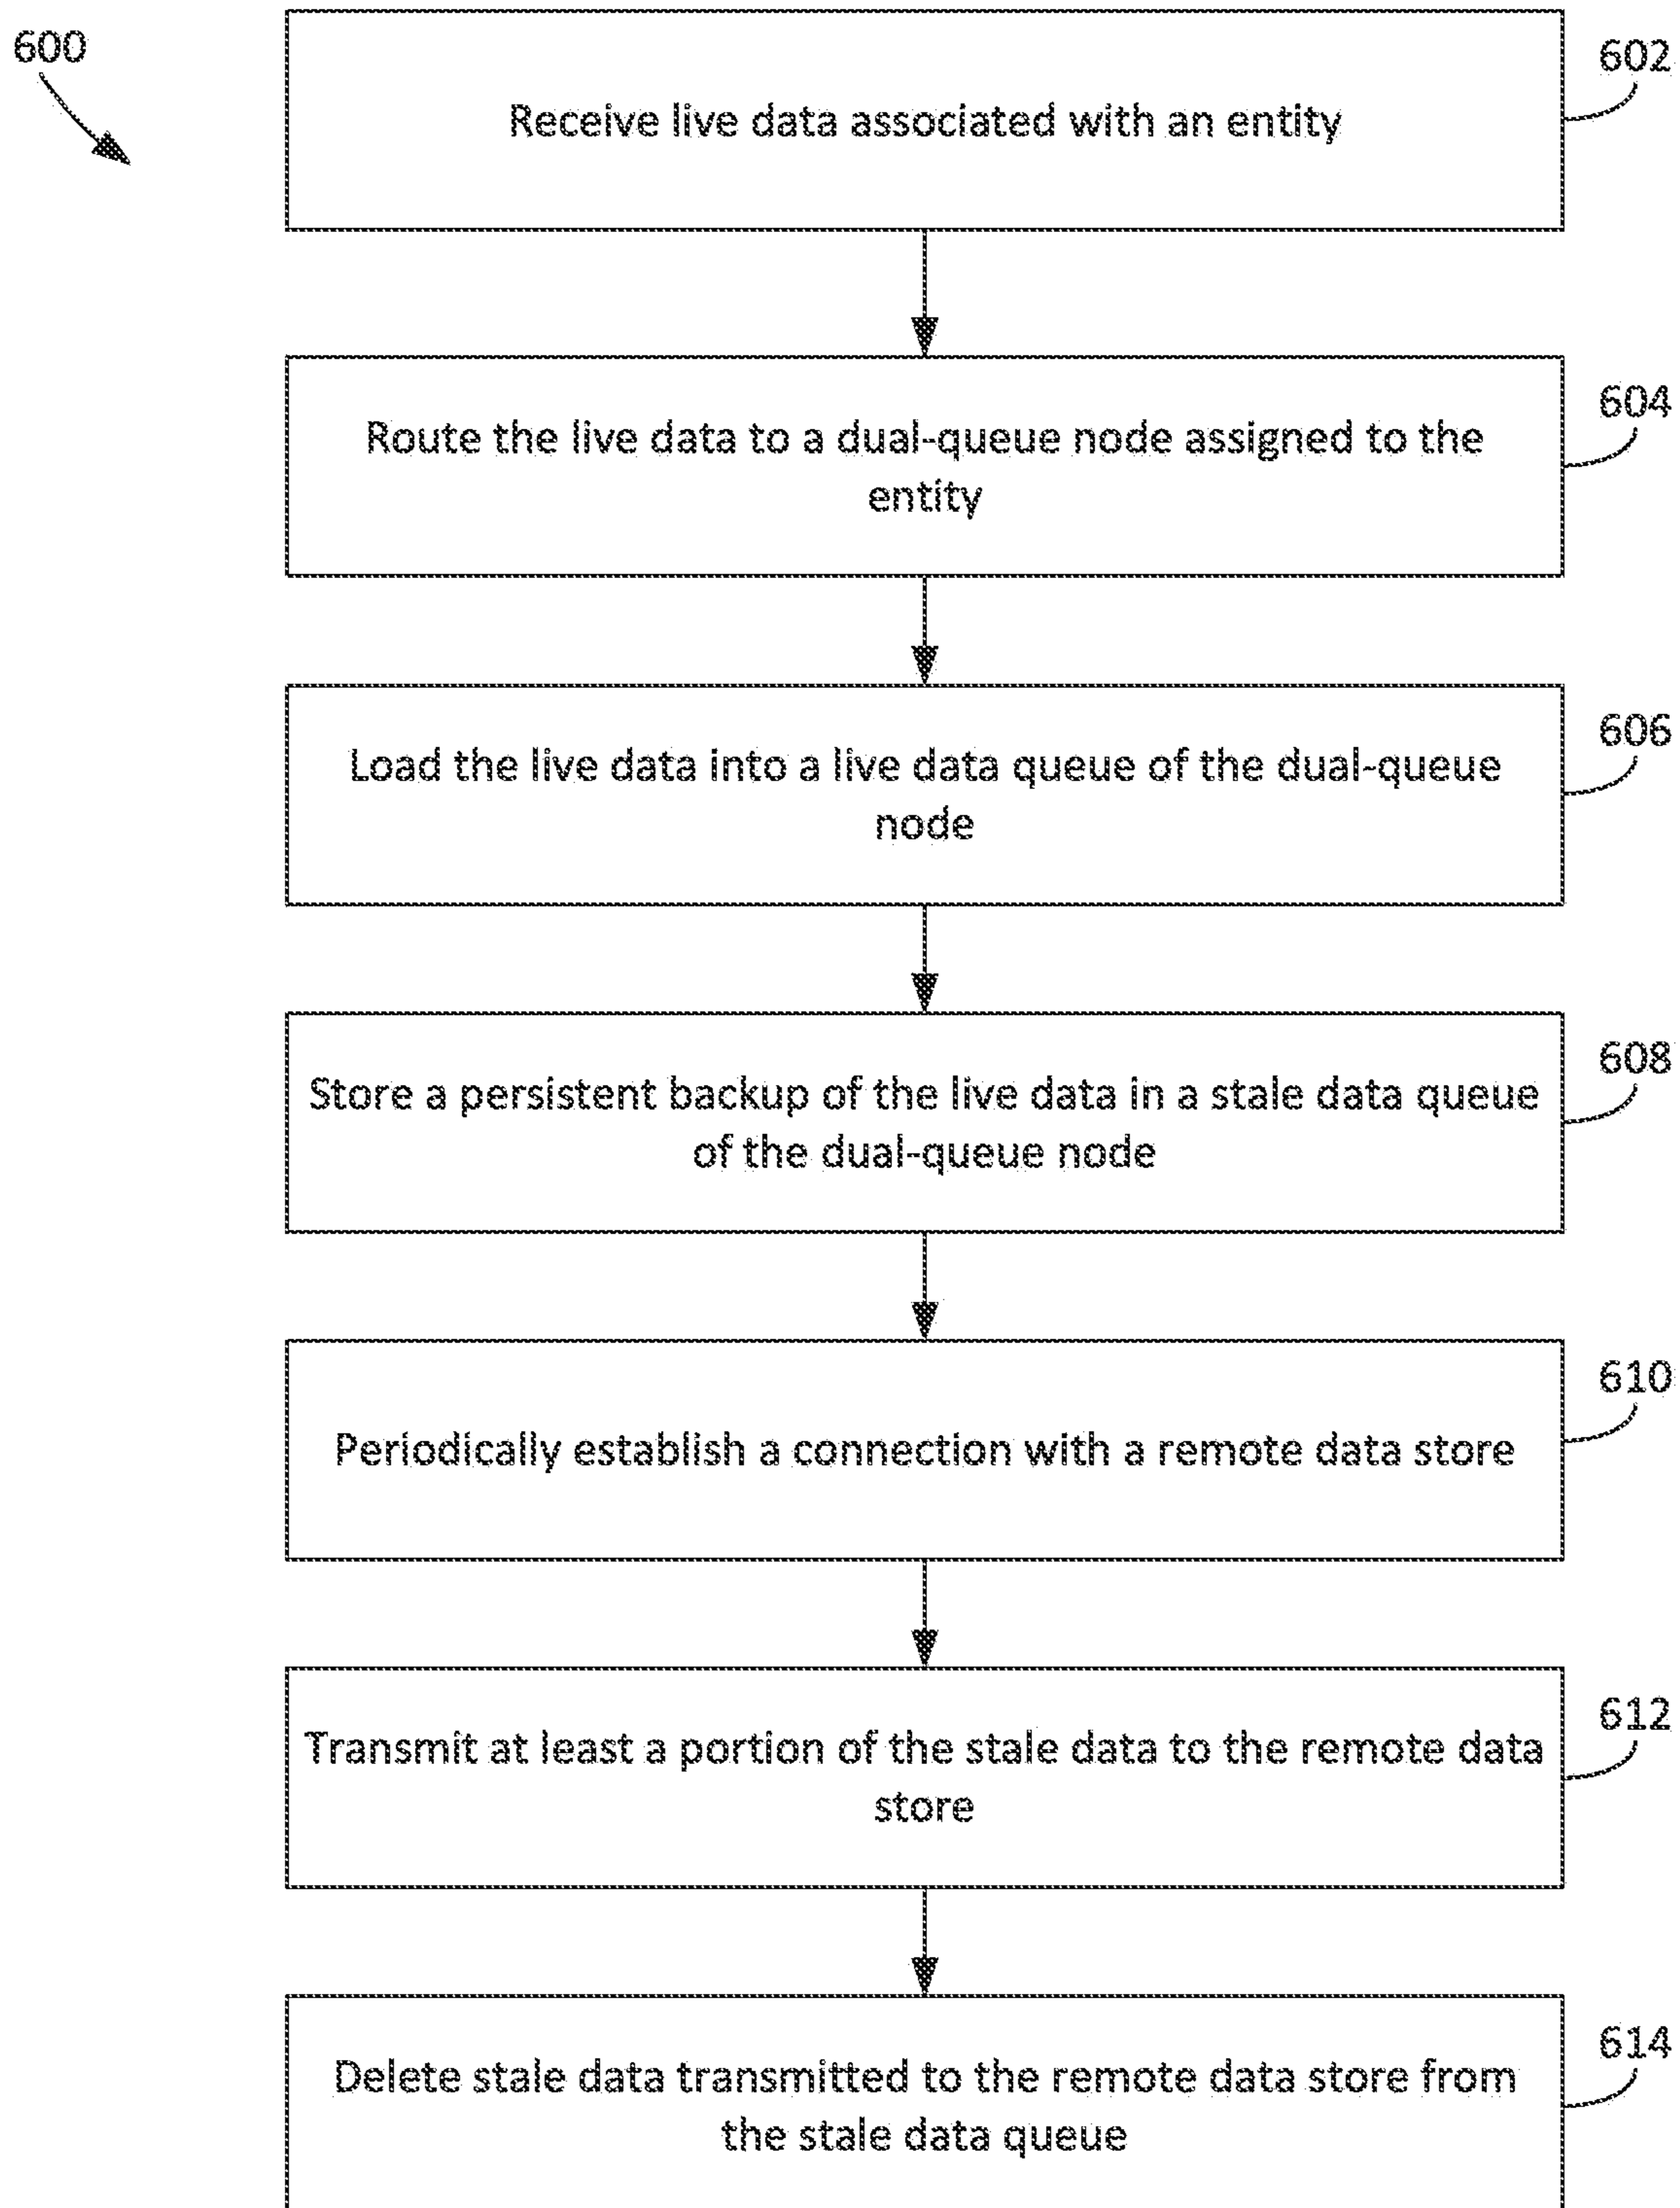 600
602
Receive live data associated with an entity
604
Route the live data to a dual-queue node assigned to the
entity
606
Load the live data into a live data queue of the dual-queue
node
608
Store a persistent backup of the live data in a stale data queue
of the dual-queue node
610
Periodically establish a connection with a remote data store
612
Transmit at least a portion of the stale data to the remote data
store
614
Delete stale data transmitted to the remote data store from
the stale data queue